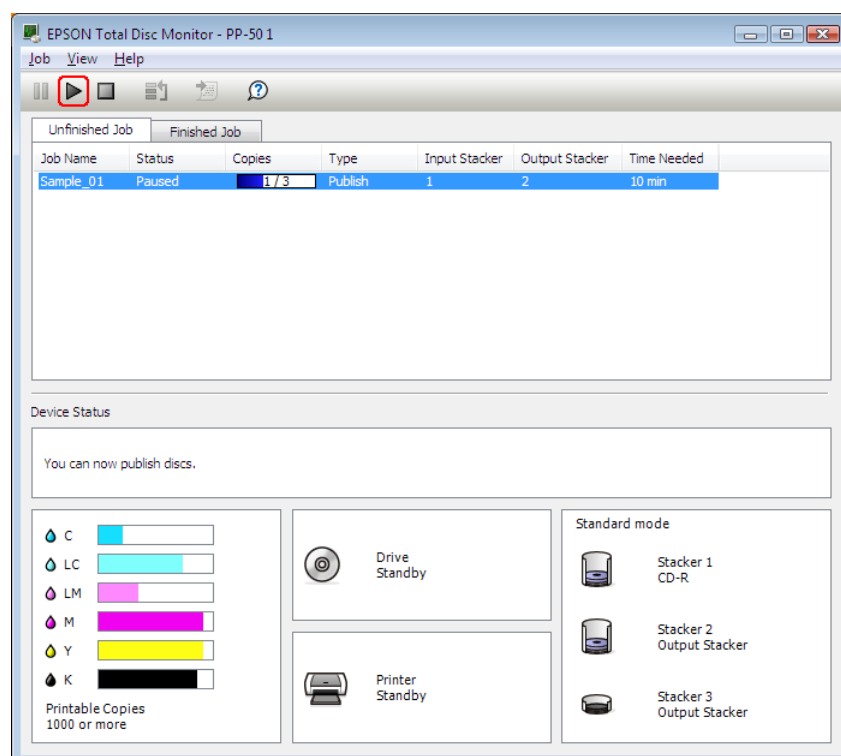 EPSON Total Disc Monitor - PP-50 1
Job View Help
Unfinished Job Finished Job
Job Name Status Copies Type Input Stacker Output Stacker Time Needed
Sample_01 Paused 1 / 3 Publish 1 2 10 min
Device Status
You can now publish discs.
C
LC
LM
M
Y
K
Printable Copies
1000 or more
Drive
Standby
Printer
Standby
Standard mode
Stacker 1
CD-R
Stacker 2
Output Stacker
Stacker 3
Output Stacker